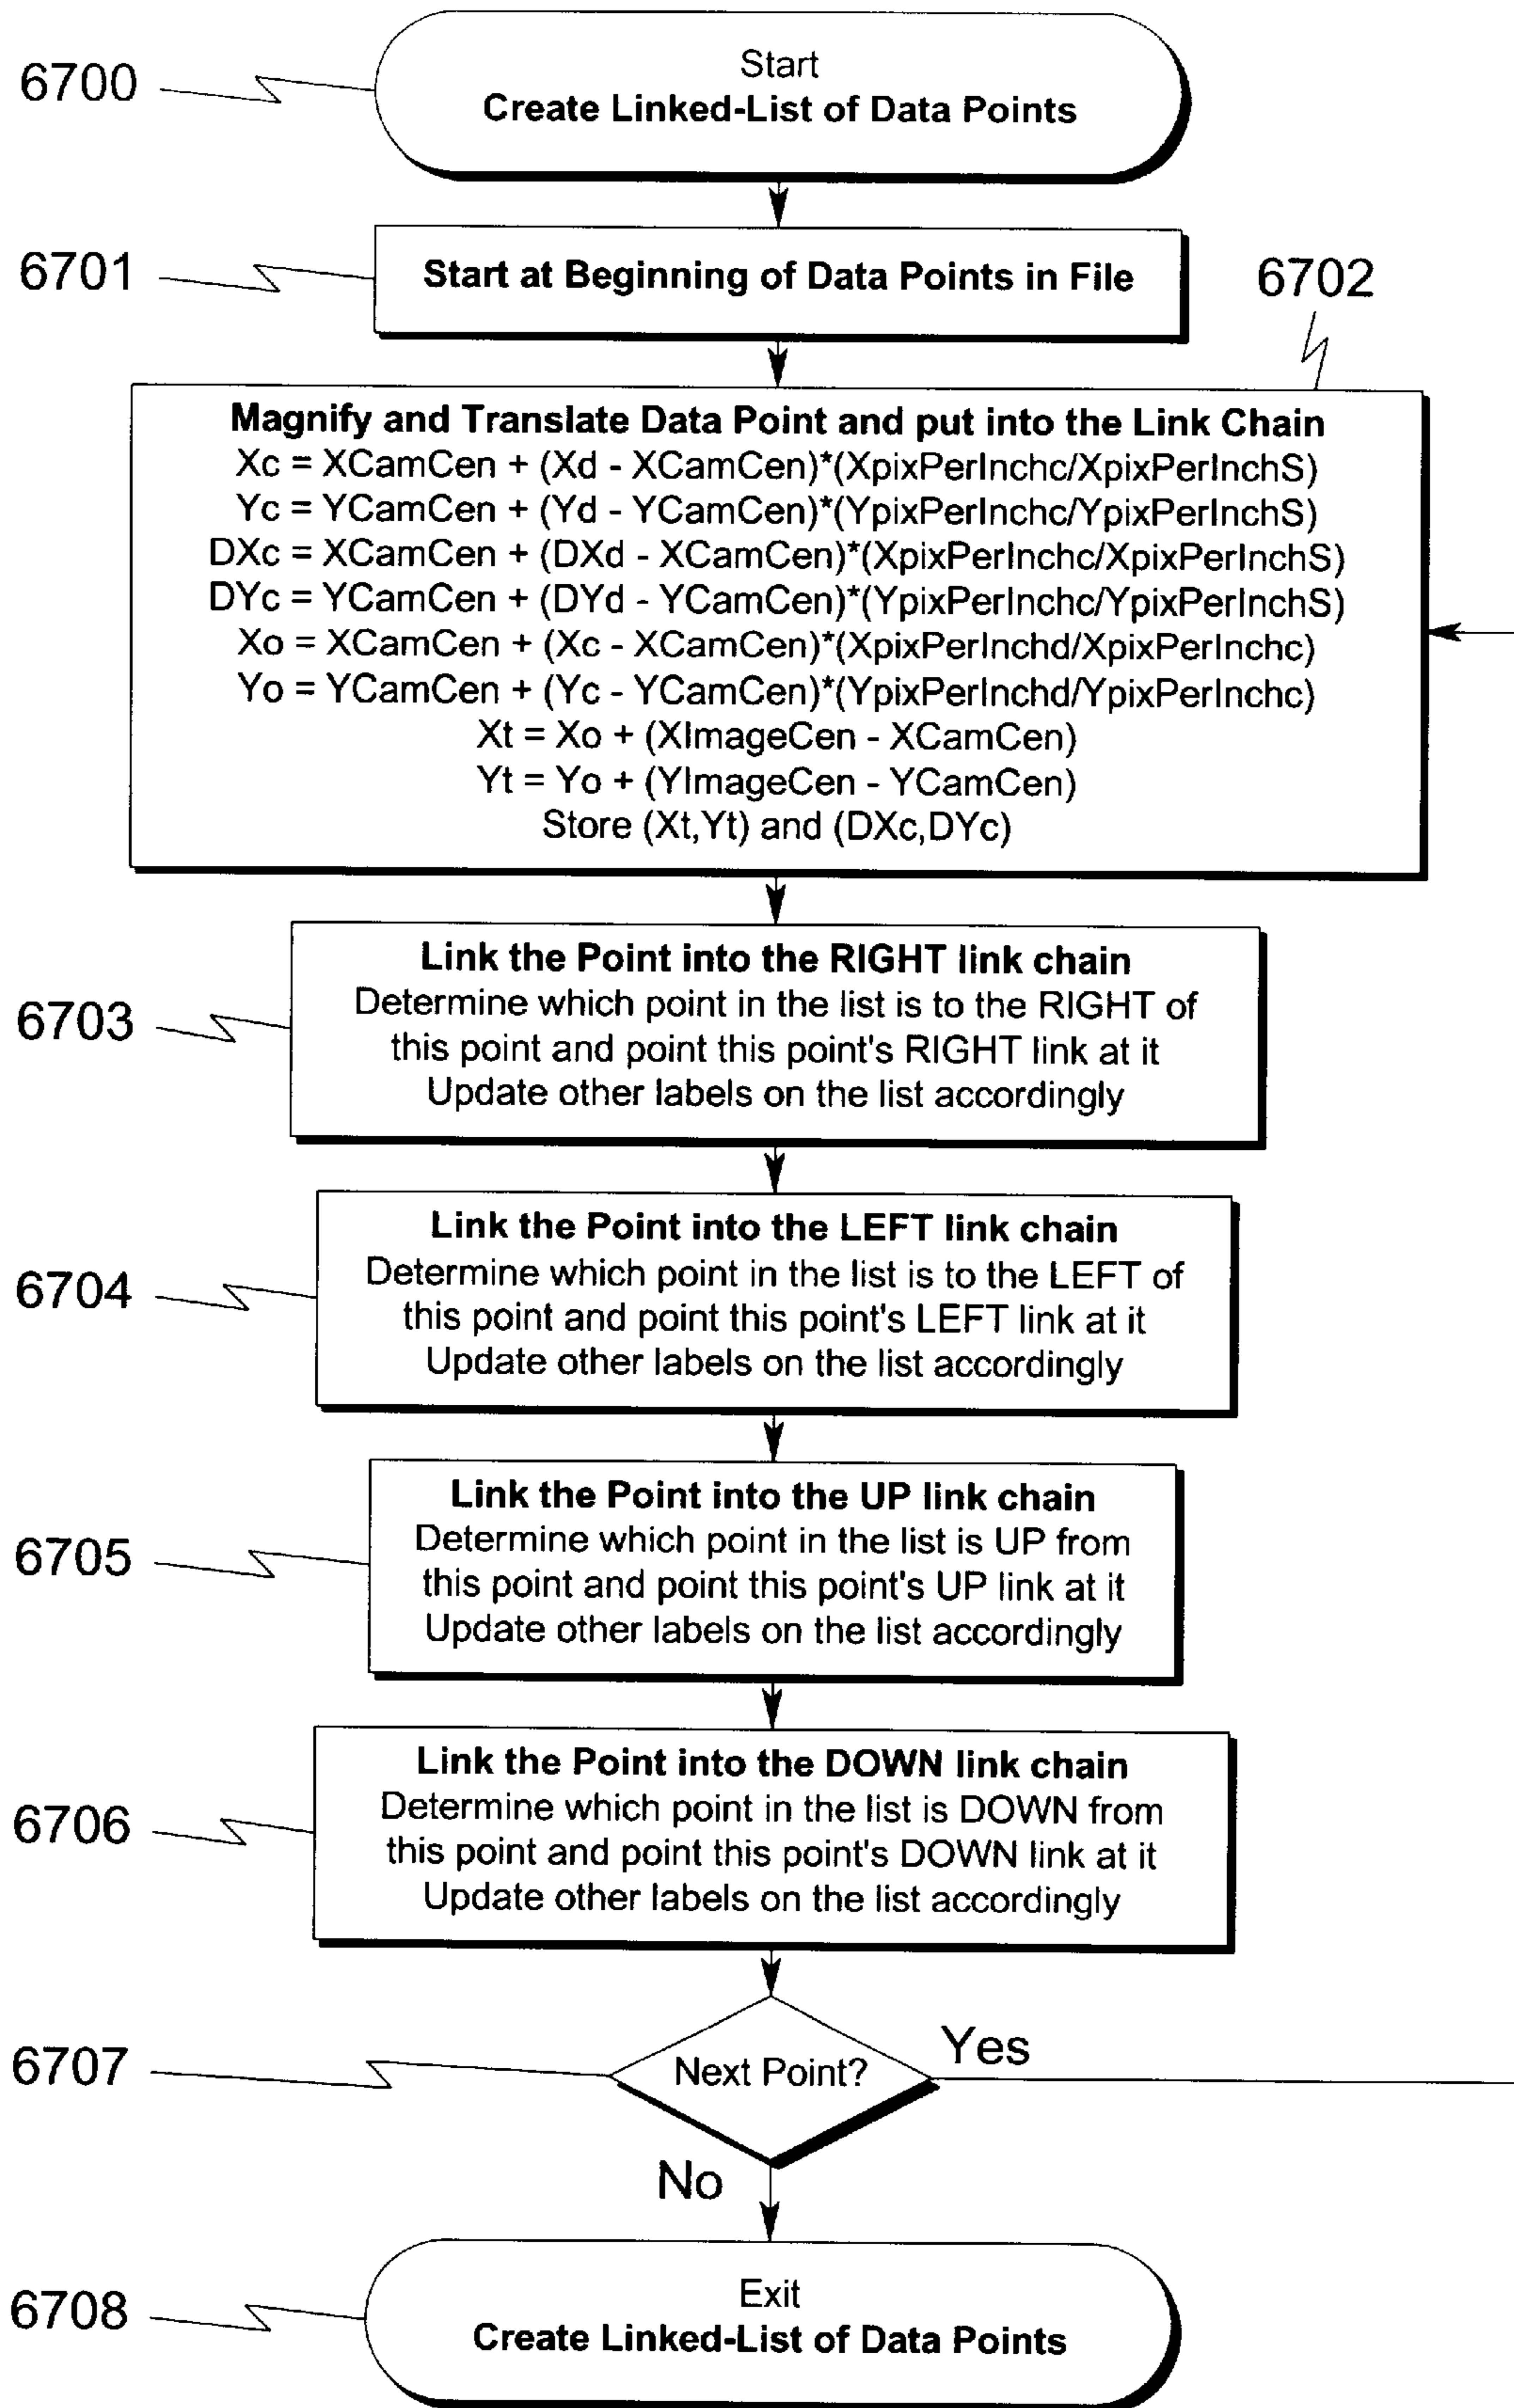 6700
Start
Create Linked-List of Data Points
6701
Start at Beginning of Data Points in File
6702
Magnify and Translate Data Point and put into the Link Chain
Xc = XCamCen + (Xd - XCamCen)*(XpixPerInchc/XpixPerInchS)
Yc = YCamCen + (Yd - YCamCen)*(YpixPerInchc/YpixPerInchS)
DXc = XCamCen + (DXd - XCamCen)*(XpixPerInchc/XpixPerInchS)
DYc = YCamCen + (DYd - YCamCen)*(YpixPerInchc/YpixPerInchS)
Xo = XCamCen + (Xc - XCamCen)*(XpixPerInchd/XpixPerInchc)
Yo = YCamCen + (Yc - YCamCen)*(YpixPerInchd/YpixPerInchc)
Xt = Xo + (XImageCen - XCamCen)
Yt = Yo + (YImageCen - YCamCen)
Store (Xt,Yt) and (DXc,DYc)
6703
Link the Point into the RIGHT link chain
Determine which point in the list is to the RIGHT of
this point and point this point's RIGHT link at it
Update other labels on the list accordingly
6704
Link the Point into the LEFT link chain
Determine which point in the list is to the LEFT of
this point and point this point's LEFT link at it
Update other labels on the list accordingly
6705
Link the Point into the UP link chain
Determine which point in the list is UP from
this point and point this point's UP link at it
Update other labels on the list accordingly
6706
Link the Point into the DOWN link chain
Determine which point in the list is DOWN from
this point and point this point's DOWN link at it
Update other labels on the list accordingly
6707
Next Point?
Yes
No
6708
Exit
Create Linked-List of Data Points